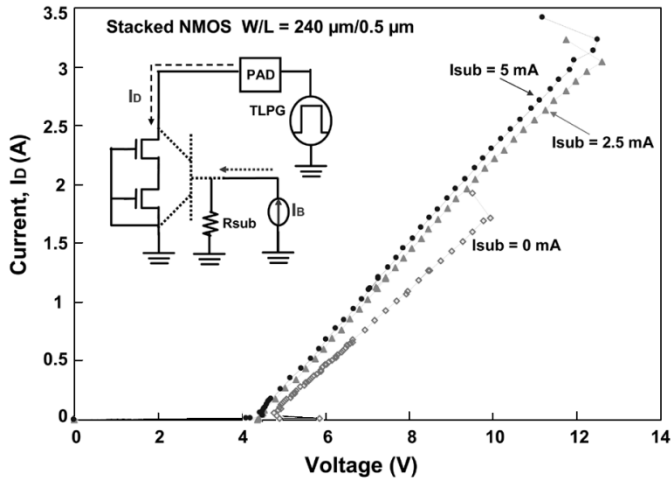 Stacked NMOS W/L = 240 µm/0.5 µm
PAD
TLPG
I_D
Rsub
I_B
Isub = 5 mA
Isub = 2.5 mA
Isub = 0 mA
Current, I_D (A)
3.5
3
2.5
2
1.5
1
0.5
0
0 2 4 6 8 10 12 14
Voltage (V)